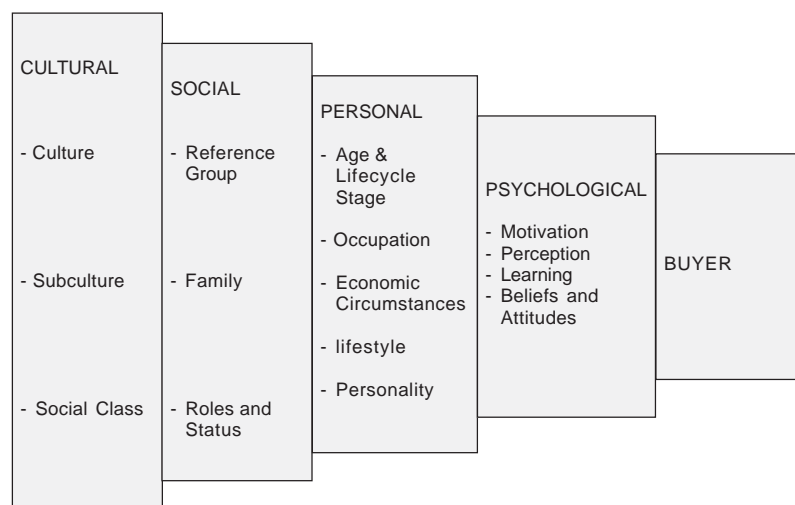 CULTURAL
- Culture
- Subculture
- Social Class
SOCIAL
- Reference
Group
- Family
- Roles and
Status
PERSONAL
- Age &
Lifecycle
Stage
- Occupation
- Economic
Circumstances
- lifestyle
- Personality
PSYCHOLOGICAL
- Motivation
- Perception
- Learning
- Beliefs and
Attitudes
BUYER